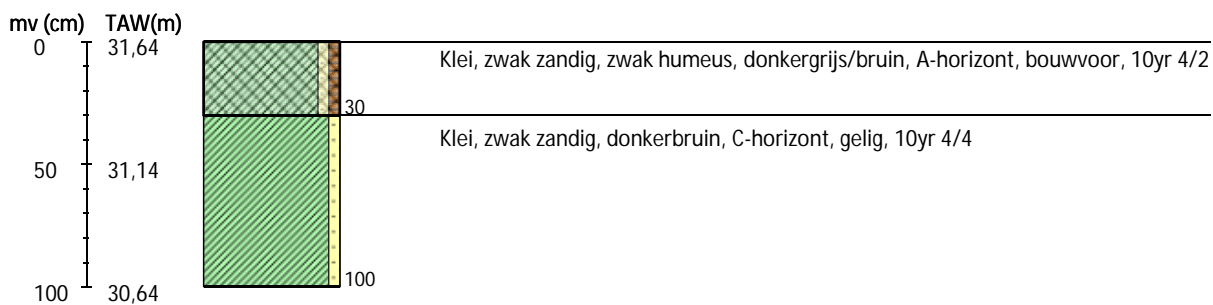 mv (cm) TAW(m)
0 31,64
Klei, zwak zandig, zwak humeus, donkergrijs/bruin, A-horizont, bouwvoor, 10yr 4/2
30
Klei, zwak zandig, donkerbruin, C-horizont, gelig, 10yr 4/4
50 31,14
100
100 30,64